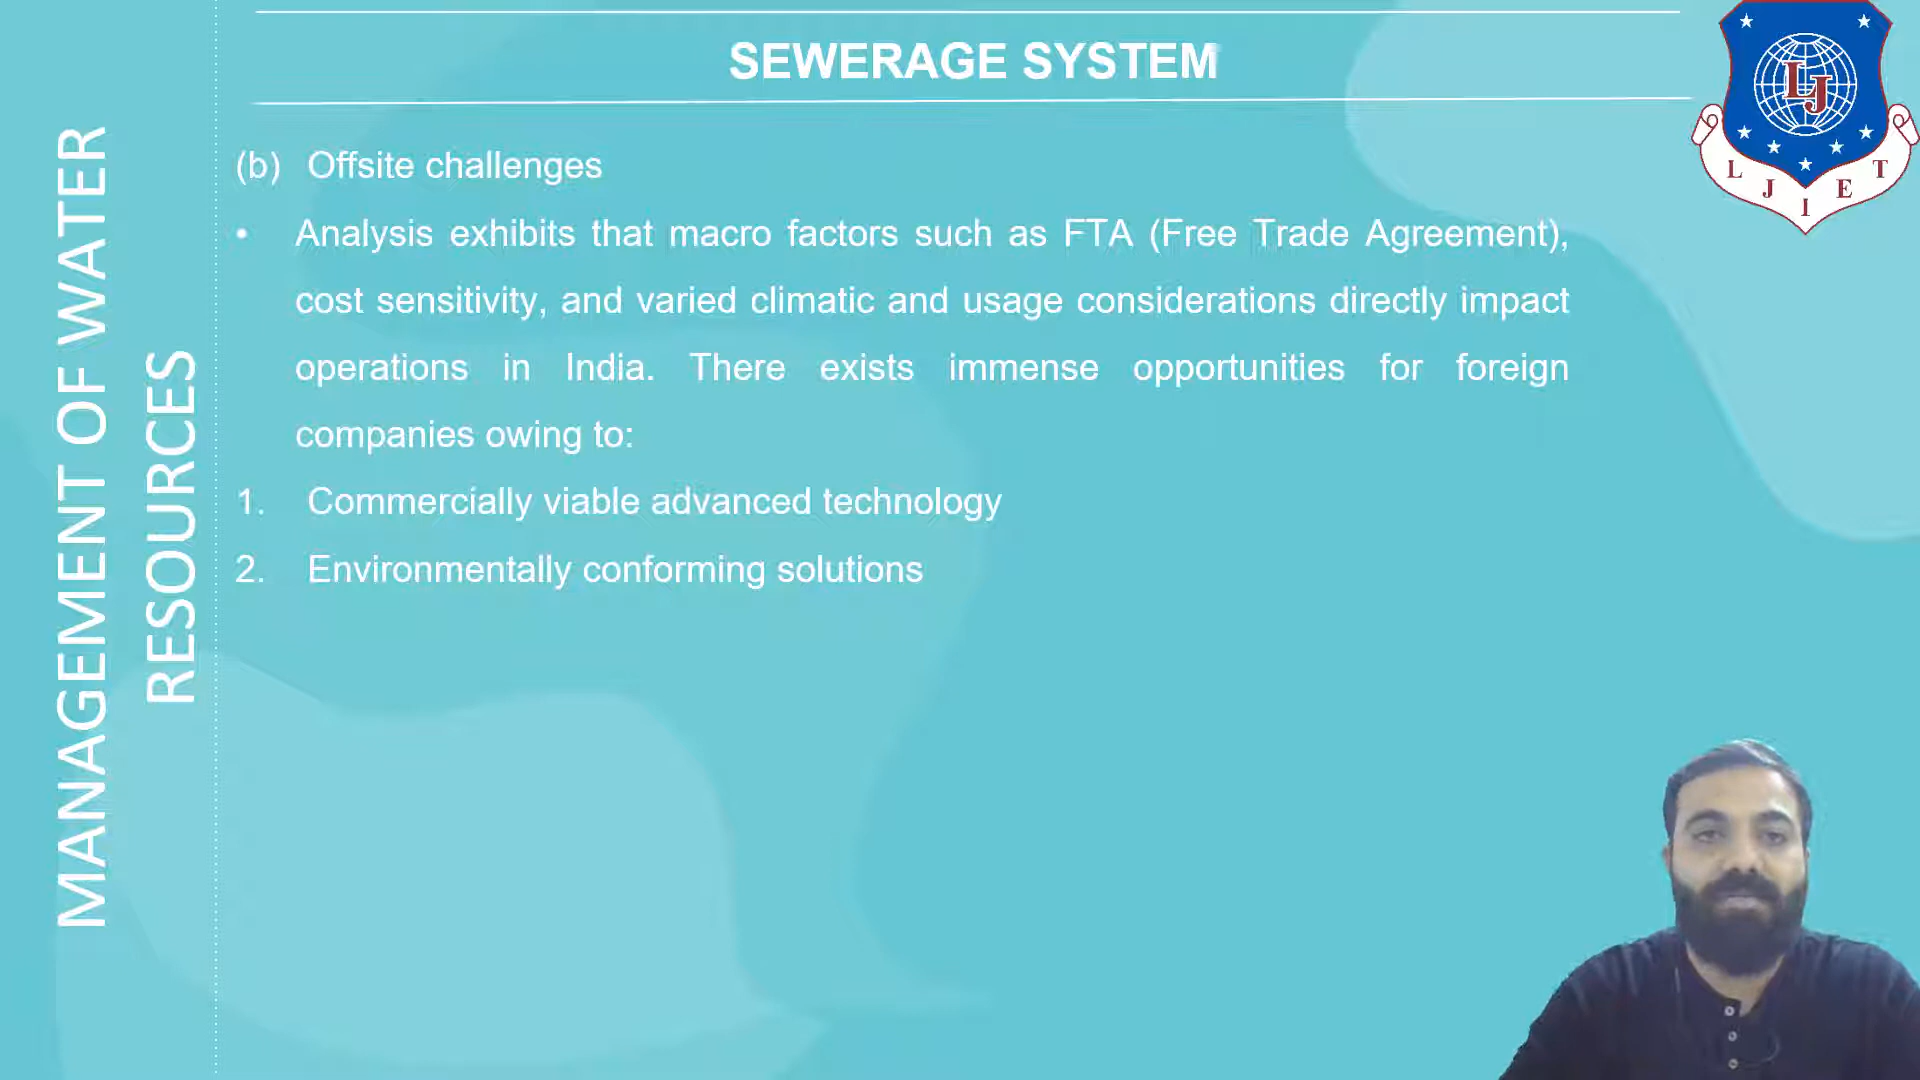 SEWERAGE SYSTEM
MANAGEMENT OF WATER
RESOURCES
(b) Offsite challenges
• Analysis exhibits that macro factors such as FTA (Free Trade Agreement),
cost sensitivity, and varied climatic and usage considerations directly impact
operations in India. There exists immense opportunities for foreign
companies owing to:
1. Commercially viable advanced technology
2. Environmentally conforming solutions
LJ
L J I E T